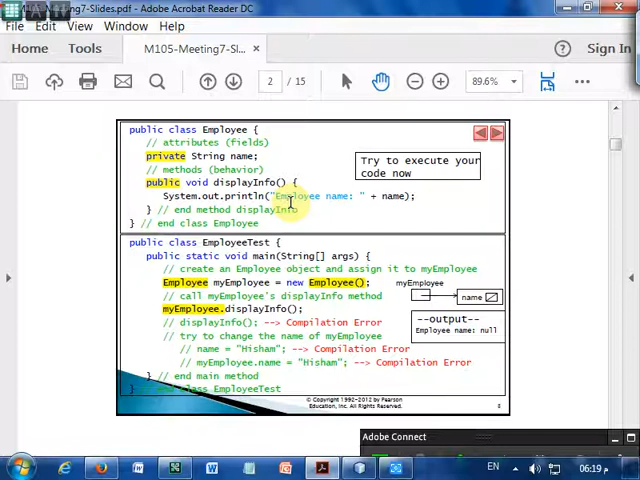 M105-Meeting7-Slides.pdf - Adobe Acrobat Reader DC
File Edit View Window Help
Home Tools M105-Meeting7-Sl... × Sign In
2 / 15 89.6%
public class Employee {
// attributes (fields)
private String name;
// methods (behavior)
public void displayInfo() {
System.out.println("Employee name: " + name);
} // end method displayInfo
} // end class Employee
Try to execute your
code now
public class EmployeeTest {
public static void main(String[] args) {
// create an Employee object and assign it to myEmployee
Employee myEmployee = new Employee();
// call myEmployee's displayInfo method
myEmployee.displayInfo();
// displayInfo(); --> Compilation Error
// try to change the name of myEmployee
// name = "Hisham"; --> Compilation Error
// myEmployee.name = "Hisham"; --> Compilation Error
} // end main method
} // end class EmployeeTest
myEmployee
name
--output--
Employee name: null
© Copyright 1992-2012 by Pearson
Education, Inc. All Rights Reserved.
Adobe Connect
EN 06:19 م